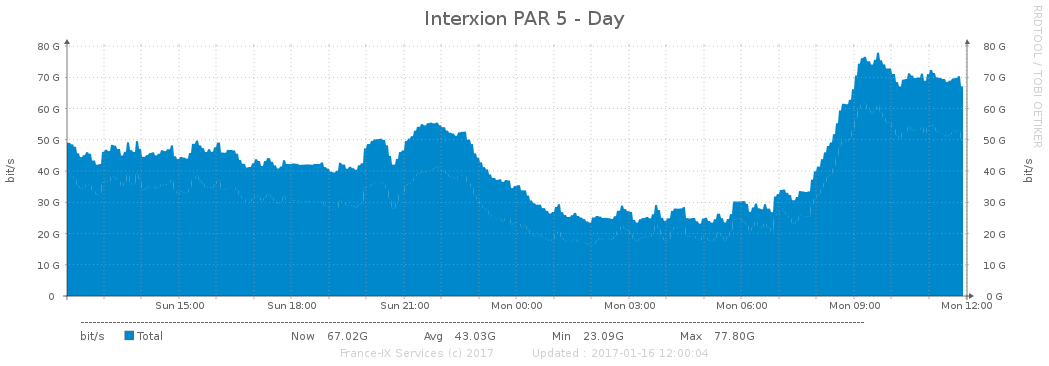 Interxion PAR 5 - Day
RRDTOOL / TOBI OETIKER
bit/s
80 G 80 G
70 G 70 G
60 G 60 G
50 G 50 G
40 G 40 G
30 G 30 G
20 G 20 G
10 G 10 G
0 0 G
bit/s
Sun 15:00 Sun 18:00 Sun 21:00 Mon 00:00 Mon 03:00 Mon 06:00 Mon 09:00 Mon 12:00
bit/s Total Now 67.02G Avg 43.03G Min 23.09G Max 77.80G
France-IX Services (c) 2017 Updated : 2017-01-16 12:00:04